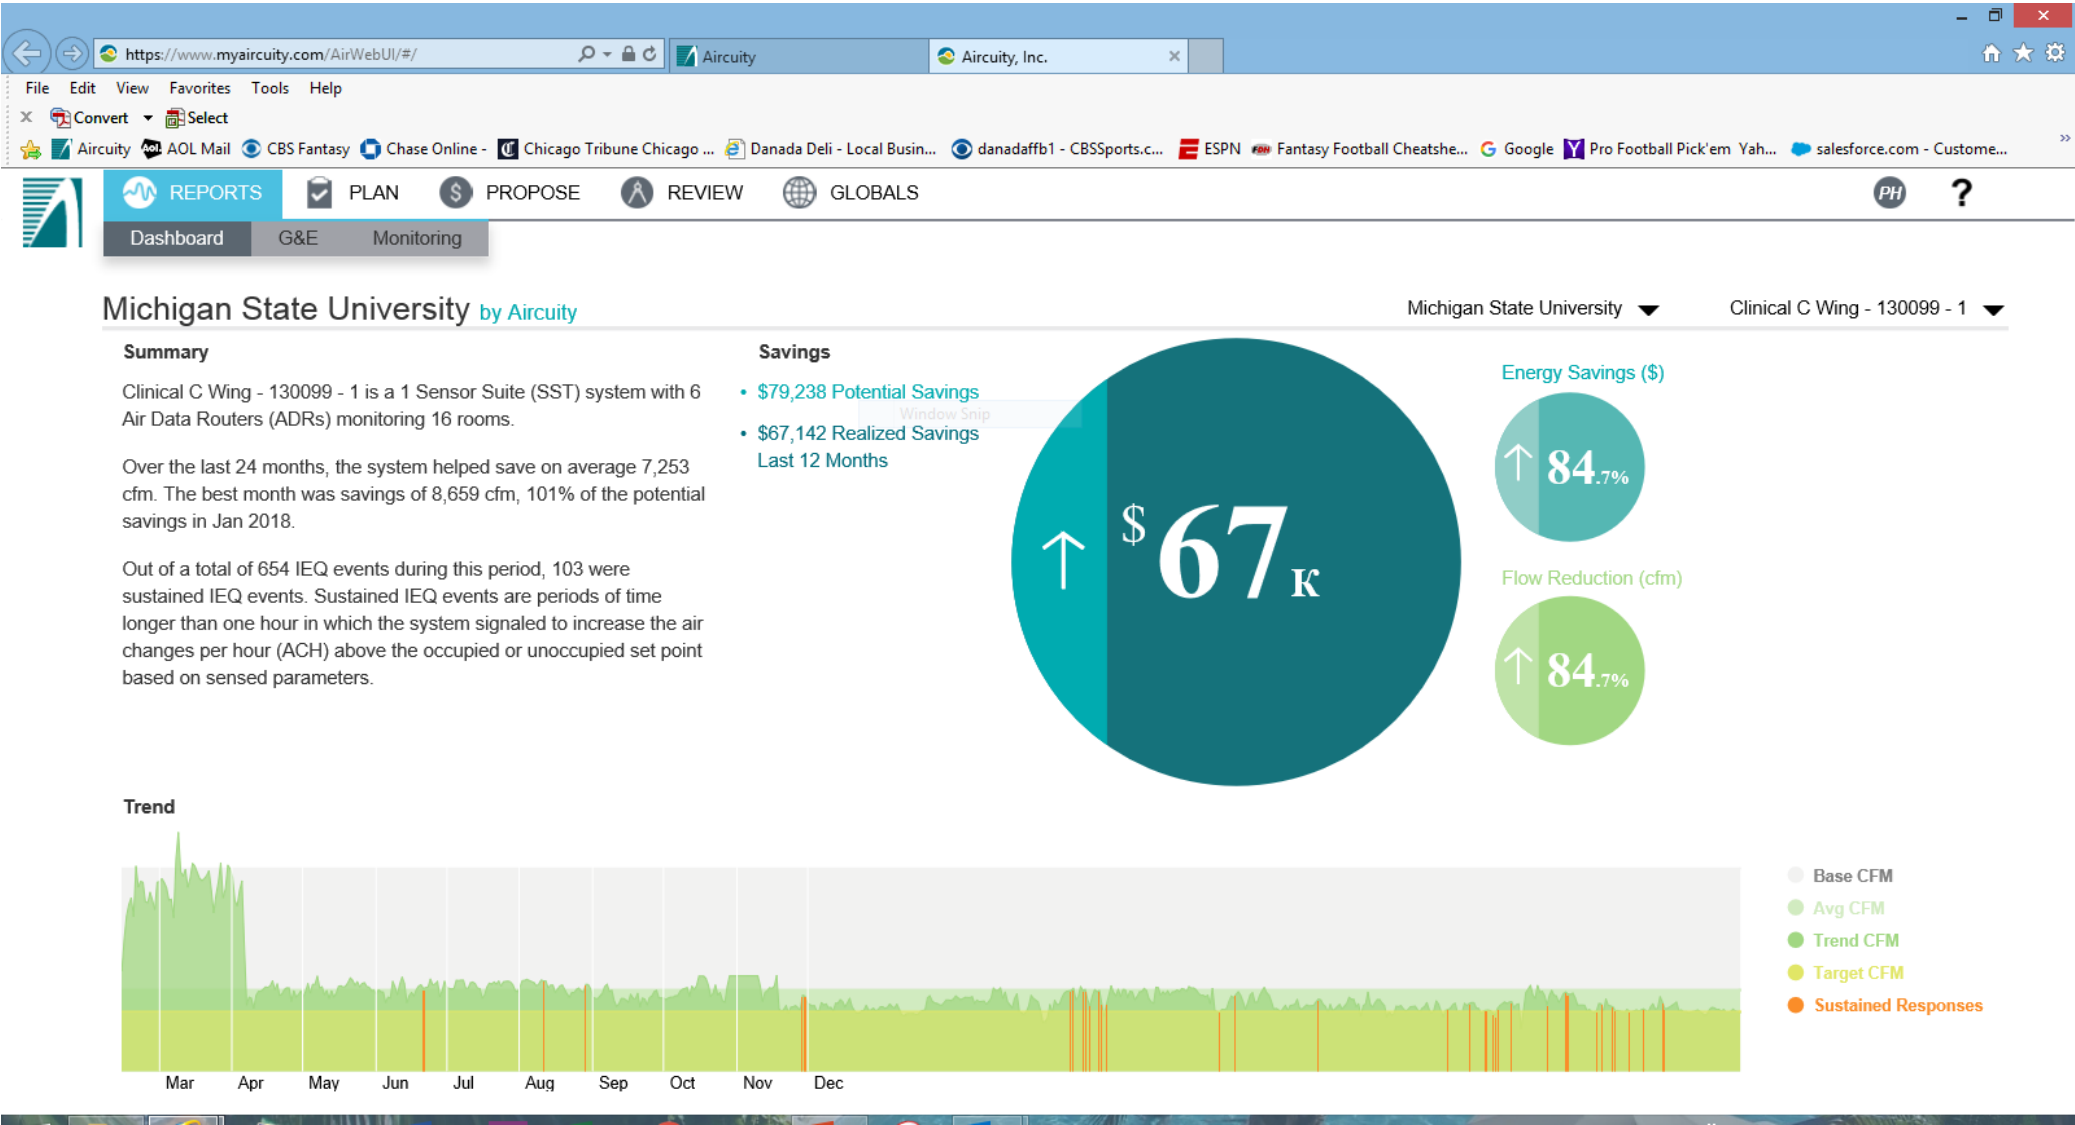 https://www.myaircuity.com/AirWebUI/#/
Aircuity
Aircuity, Inc.
File Edit View Favorites Tools Help
Convert Select
Aircuity AOL Mail CBS Fantasy Chase Online - Chicago Tribune Chicago ... Danada Deli - Local Busin... danadaffb1 - CBSSports.c... ESPN Fantasy Football Cheatshe... Google Pro Football Pick'em Yah... salesforce.com - Custome...
REPORTS PLAN PROPOSE REVIEW GLOBALS PH ?
Dashboard G&E Monitoring
Michigan State University by Aircuity
Michigan State University Clinical C Wing - 130099 - 1
Summary
Clinical C Wing - 130099 - 1 is a 1 Sensor Suite (SST) system with 6
Air Data Routers (ADRs) monitoring 16 rooms.
Over the last 24 months, the system helped save on average 7,253
cfm. The best month was savings of 8,659 cfm, 101% of the potential
savings in Jan 2018.
Out of a total of 654 IEQ events during this period, 103 were
sustained IEQ events. Sustained IEQ events are periods of time
longer than one hour in which the system signaled to increase the air
changes per hour (ACH) above the occupied or unoccupied set point
based on sensed parameters.
Savings
• $79,238 Potential Savings
Window Snip
• $67,142 Realized Savings
Last 12 Months
$67K
Energy Savings ($)
84.7%
Flow Reduction (cfm)
84.7%
Trend
Base CFM
Avg CFM
Trend CFM
Target CFM
Sustained Responses
Mar Apr May Jun Jul Aug Sep Oct Nov Dec